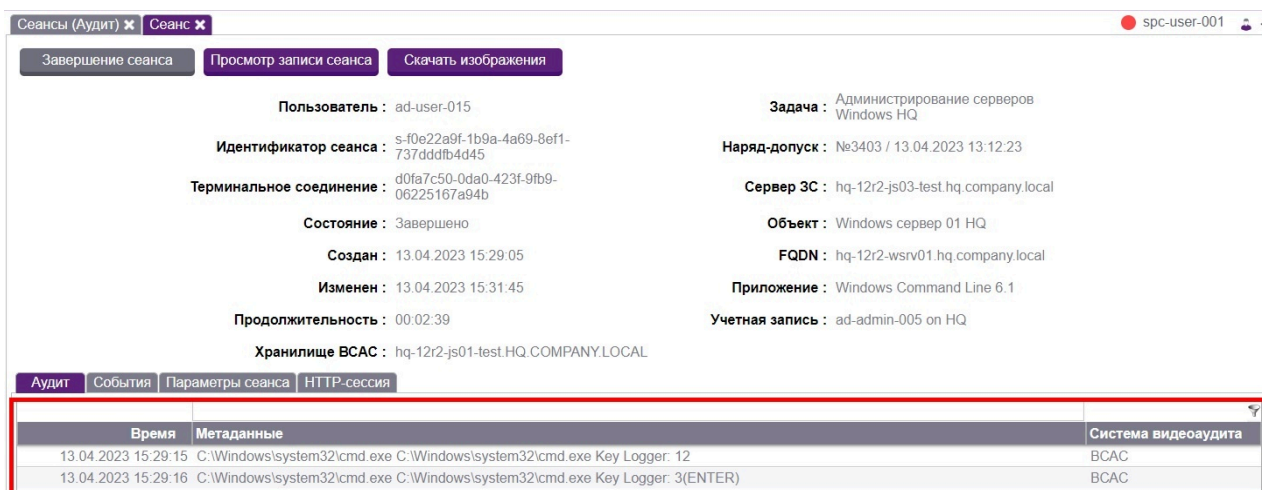 Сеансы (Аудит) ✖ Сеанс ✖ spc-user-001
Завершение сеанса Просмотр записи сеанса Скачать изображения
Пользователь : ad-user-015 Задача : Администрирование серверов Windows HQ
Идентификатор сеанса : s-f0e22a9f-1b9a-4a69-8ef1-737dddfb4d45 Наряд-допуск : №3403 / 13.04.2023 13:12:23
Терминальное соединение : d0fa7c50-0da0-423f-9fb9-06225167a94b Сервер ЗС : hq-12r2-js03-test.hq.company.local
Состояние : Завершено Объект : Windows сервер 01 HQ
Создан : 13.04.2023 15:29:05 FQDN : hq-12r2-wsrv01.hq.company.local
Изменен : 13.04.2023 15:31:45 Приложение : Windows Command Line 6.1
Продолжительность : 00:02:39 Учетная запись : ad-admin-005 on HQ
Хранилище ВСАС : hq-12r2-js01-test.HQ.COMPANY.LOCAL
Аудит События Параметры сеанса HTTP-сессия
Время Метаданные Система видеоаудита
13.04.2023 15:29:15 C:\Windows\system32\cmd.exe C:\Windows\system32\cmd.exe Key Logger: 12 ВСАС
13.04.2023 15:29:16 C:\Windows\system32\cmd.exe C:\Windows\system32\cmd.exe Key Logger: 3(ENTER) ВСАС